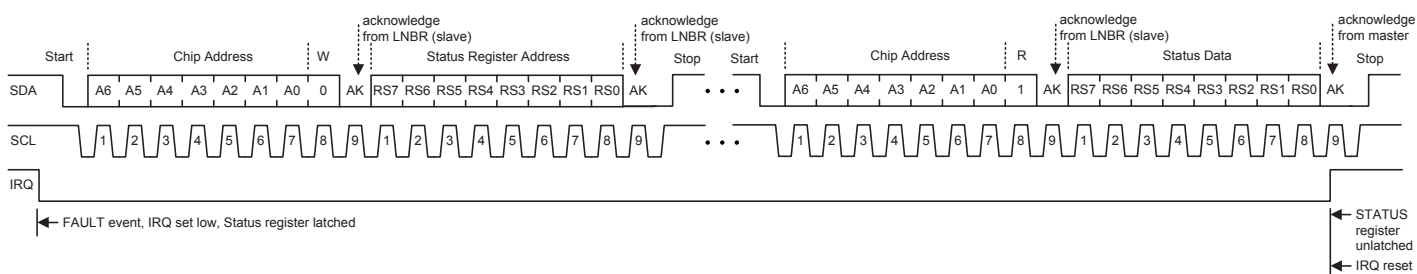 acknowledge
from LNBR (slave)
acknowledge
from LNBR (slave)
acknowledge
from LNBR (slave)
acknowledge
from master
Start Chip Address W Status Register Address Stop Start Chip Address R Status Data Stop
SDA A6 A5 A4 A3 A2 A1 A0 0 AK RS7 RS6 RS5 RS4 RS3 RS2 RS1 RS0 AK • • • A6 A5 A4 A3 A2 A1 A0 1 AK RS7 RS6 RS5 RS4 RS3 RS2 RS1 RS0 AK
SCL 1 2 3 4 5 6 7 8 9 1 2 3 4 5 6 7 8 9 • • • 1 2 3 4 5 6 7 8 9 1 2 3 4 5 6 7 8 9
IRQ
FAULT event, IRQ set low, Status register latched
STATUS
register
unlatched
IRQ reset